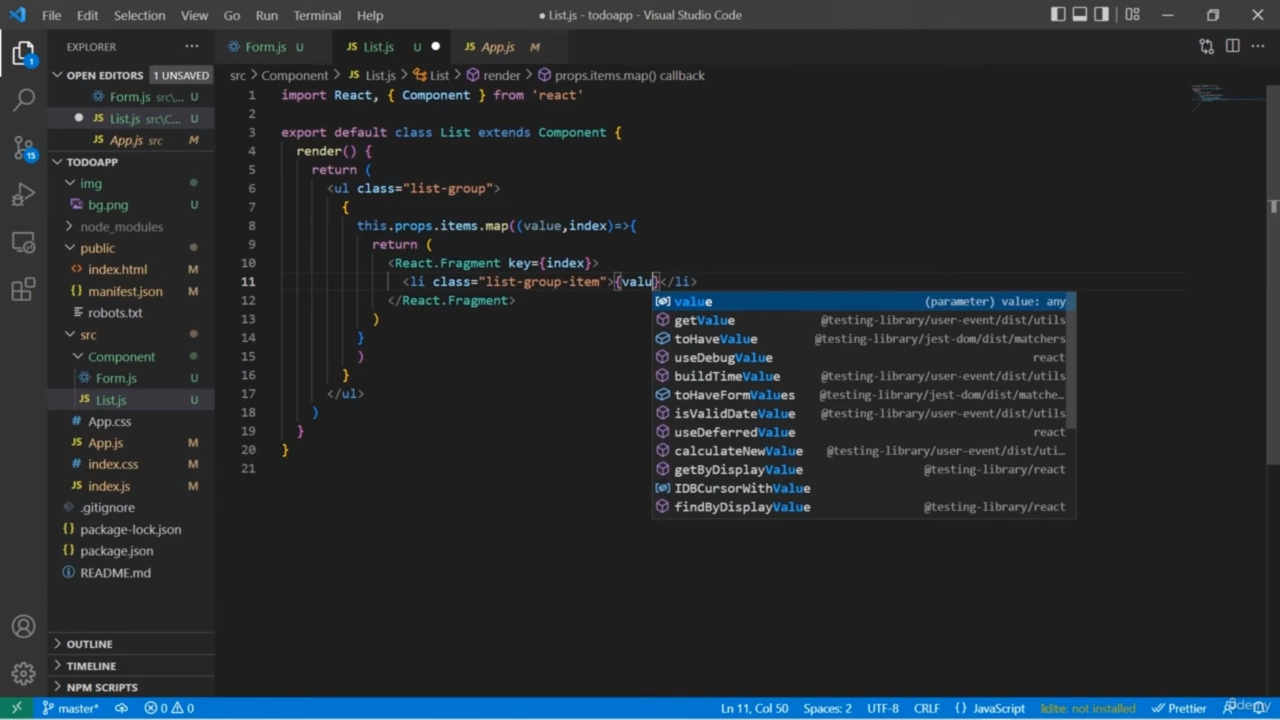 File Edit Selection View Go Run Terminal Help
● List.js - todoapp - Visual Studio Code
EXPLORER
Form.js U
JS List.js U
JS App.js M
OPEN EDITORS 1 UNSAVED
Form.js src\... U
JS List.js src\C... U
JS App.js src M
TODOAPP
img
bg.png U
node_modules
public
index.html M
manifest.json M
robots.txt
src
Component
Form.js U
JS List.js U
# App.css
JS App.js M
# index.css M
JS index.js M
.gitignore
{} package-lock.json
{} package.json
README.md
OUTLINE
TIMELINE
NPM SCRIPTS
1
15
src > Component > JS List.js > List > render > props.items.map() callback
1 import React, { Component } from 'react'
2
3 export default class List extends Component {
4 render() {
5 return (
6 <ul class="list-group">
7 {
8 this.props.items.map((value,index)=>{
9 return (
10 <React.Fragment key={index}>
11 <li class="list-group-item">{valu}</li>
12 </React.Fragment>
13 )
14 }
15 )
16 }
17 </ul>
18 )
19 }
20 }
21
value (parameter) value: any
getValue @testing-library/user-event/dist/utils
toHaveValue @testing-library/jest-dom/dist/matchers
useDebugValue react
buildTimeValue @testing-library/user-event/dist/utils
toHaveFormValues @testing-library/jest-dom/dist/matche...
isValidDateValue @testing-library/user-event/dist/utils
useDeferredValue react
calculateNewValue @testing-library/user-event/dist/uti...
getByDisplayValue @testing-library/react
IDBCursorWithValue
findByDisplayValue @testing-library/react
master* 0 0
Ln 11, Col 50 Spaces: 2 UTF-8 CRLF {} JavaScript kite: not installed Prettier
Udemy